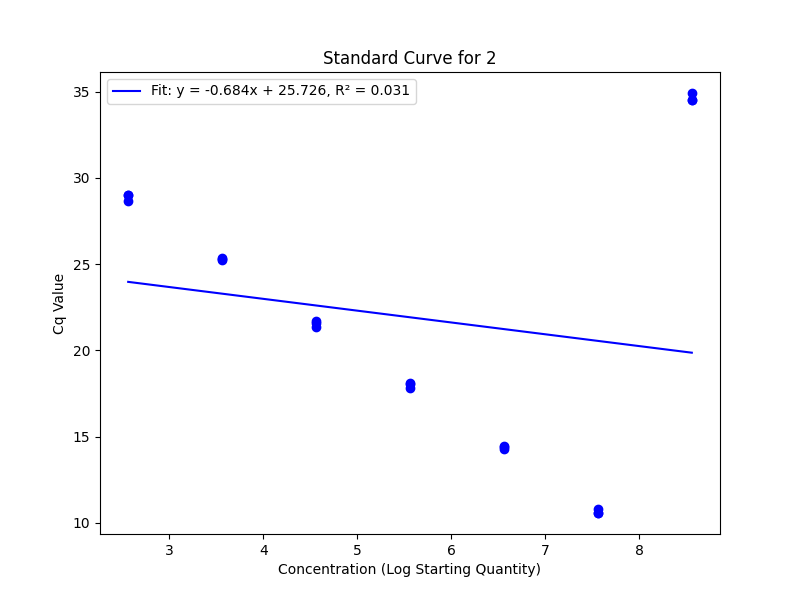 Standard Curve for 2
Fit: y = -0.684x + 25.726, R² = 0.031
35
30
25
20
15
10
Cq Value
3 4 5 6 7 8
Concentration (Log Starting Quantity)